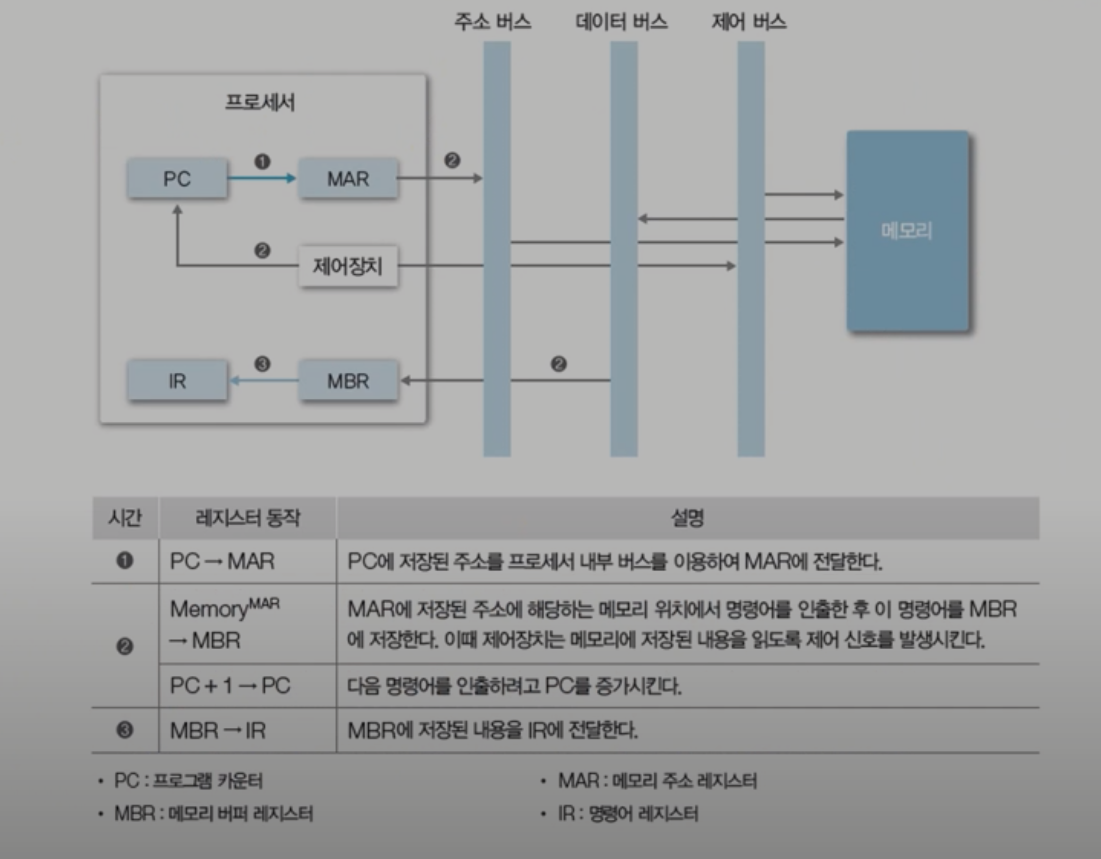 주소 버스 데이터 버스 제어 버스
프로세서
❶ ❷
PC MAR
메모리
❷
제어장치
❸ ❷
IR MBR
시간 레지스터 동작 설명
❶ PC → MAR PC에 저장된 주소를 프로세서 내부 버스를 이용하여 MAR에 전달한다.
Memory^MAR MAR에 저장된 주소에 해당하는 메모리 위치에서 명령어를 인출한 후 이 명령어를 MBR
❷ → MBR 에 저장한다. 이때 제어장치는 메모리에 저장된 내용을 읽도록 제어 신호를 발생시킨다.
PC + 1 → PC 다음 명령어를 인출하려고 PC를 증가시킨다.
❸ MBR → IR MBR에 저장된 내용을 IR에 전달한다.
• PC : 프로그램 카운터 • MAR : 메모리 주소 레지스터
• MBR : 메모리 버퍼 레지스터 • IR : 명령어 레지스터